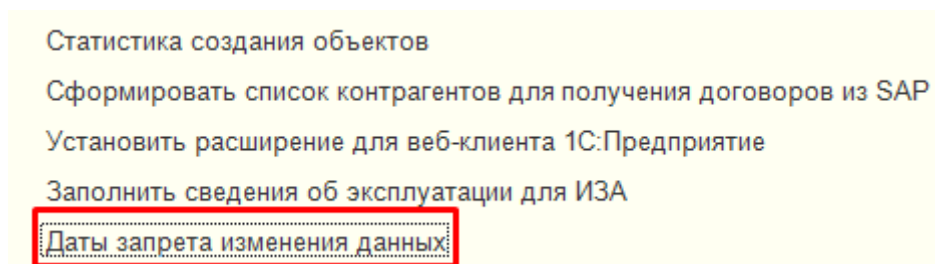 Статистика создания объектов
Сформировать список контрагентов для получения договоров из SAP
Установить расширение для веб-клиента 1С:Предприятие
Заполнить сведения об эксплуатации для ИЗА
Даты запрета изменения данных